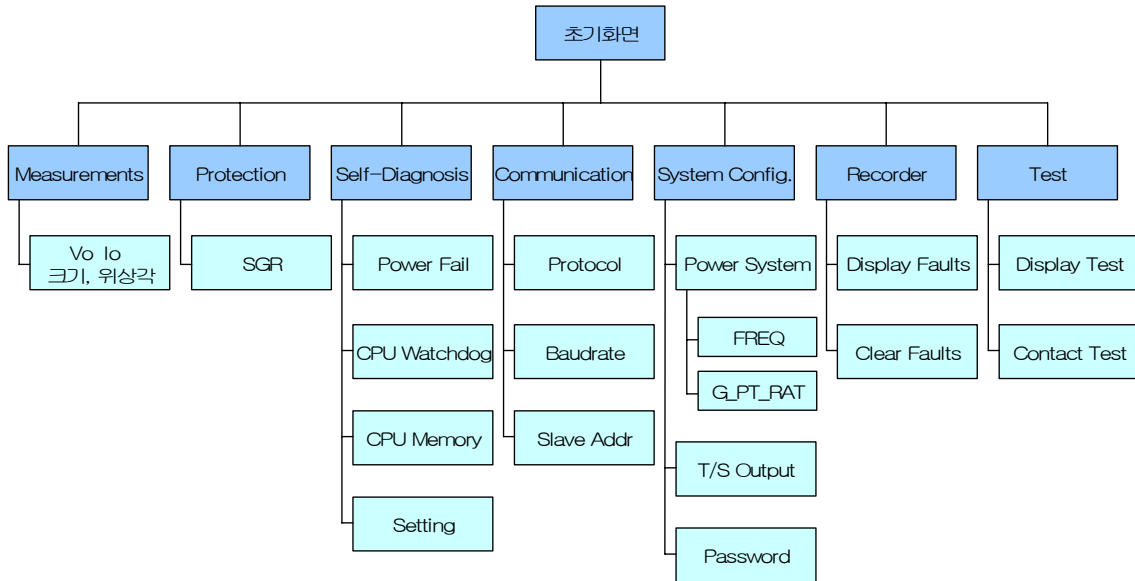 초기화면
Measurements
Protection
Self-Diagnosis
Communication
System Config.
Recorder
Test
Vo Io
크기, 위상각
SGR
Power Fail
CPU Watchdog
CPU Memory
Setting
Protocol
Baudrate
Slave Addr
Power System
FREQ
G_PT_RAT
T/S Output
Password
Display Faults
Clear Faults
Display Test
Contact Test